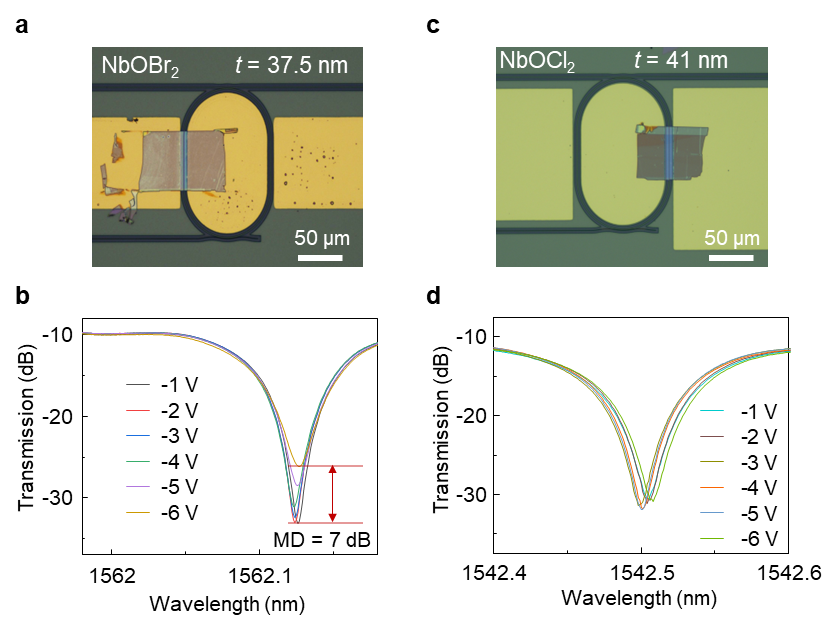 a
NbOBr₂ t = 37.5 nm
50 µm
c
NbOCl₂ t = 41 nm
50 µm
b
Transmission (dB)
-10
-20
-30
-1 V
-2 V
-3 V
-4 V
-5 V
-6 V
MD = 7 dB
1562 1562.1
Wavelength (nm)
d
Transmission (dB)
-10
-20
-30
-1 V
-2 V
-3 V
-4 V
-5 V
-6 V
1542.4 1542.5 1542.6
Wavelength (nm)